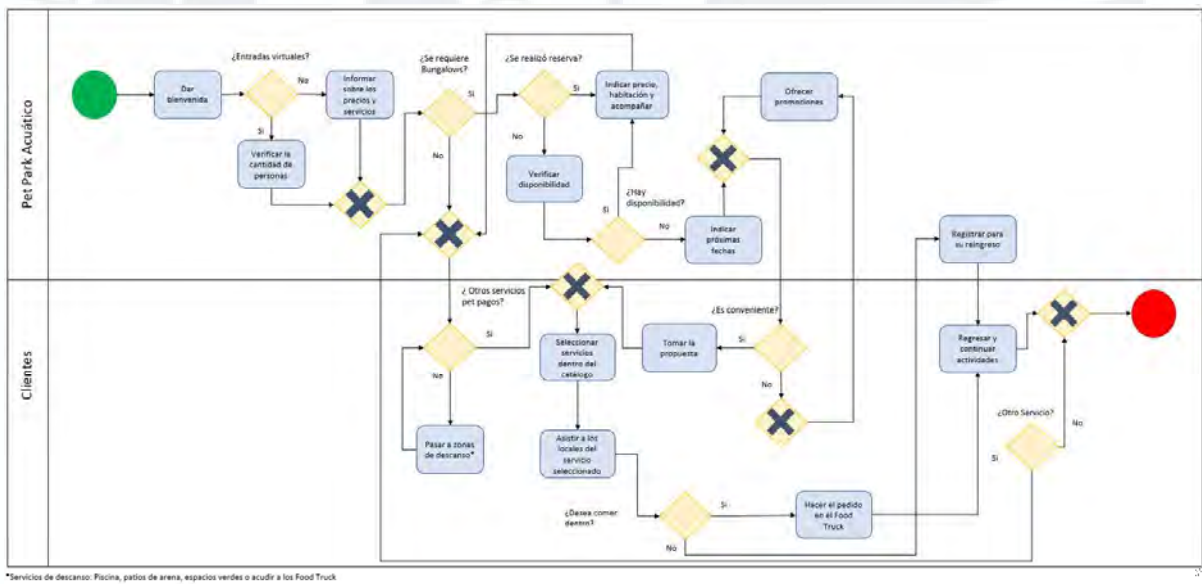 Pet Park Acuático
¿Entradas virtuales?
Dar
bienvenida
No
Si
Informar
sobre los
precios y
servicios
Verificar la
cantidad de
personas
¿Se requiere
Bungalows?
Si
No
¿Se realizó reserva?
Si
No
Indicar precio,
habitación y
acompañar
Verificar
disponibilidad
¿Hay
disponibilidad?
Si
No
Indicar
próximas
fechas
Ofrecer
promociones
Registrar para
su reingreso
Clientes
¿ Otros servicios
pet pagos?
Si
No
Pasar a zonas
de descanso*
Seleccionar
servicios
dentro del
catálogo
Asistir a los
locales del
servicio
seleccionado
Tomar la
propuesta
¿Es conveniente?
Si
No
¿Desea comer
dentro?
Si
No
Hacer el pedido
en el Food
Truck
Regresar y
continuar
actividades
¿Otro Servicio?
Si
No
*Servicios de descanso: Piscina, patios de arena, espacios verdes o acudir a los Food Truck